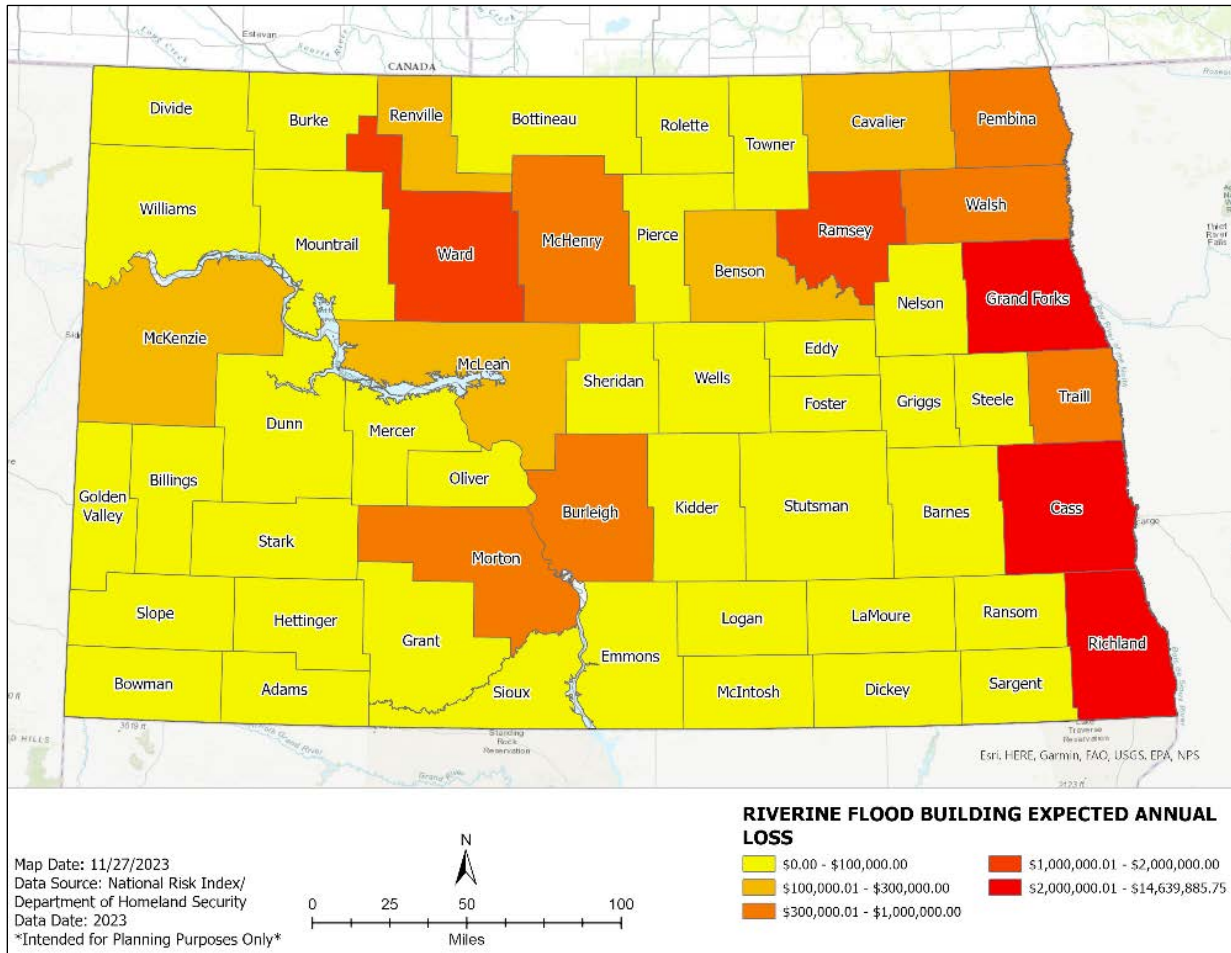 Estevan
CANADA
Divide
Burke
Renville
Bottineau
Rolette
Towner
Cavalier
Pembina
Williams
Mountrail
Ward
McHenry
Pierce
Benson
Ramsey
Walsh
Thief
River
Falls
Nelson
Grand Forks
McKenzie
McLean
Sheridan
Wells
Eddy
Foster
Griggs
Steele
Traill
Dunn
Mercer
Oliver
Golden
Valley
Billings
Stark
Burleigh
Kidder
Stutsman
Barnes
Cass
Fargo
Morton
Slope
Hettinger
Grant
Emmons
Logan
LaMoure
Ransom
Richland
Bowman
Adams
Sioux
McIntosh
Dickey
Sargent
D HILLS
Standing
Rock
Reservation
Grand River
Lake
Traverse
Reservation
Esri, HERE, Garmin, FAO, USGS, EPA, NPS
RIVERINE FLOOD BUILDING EXPECTED ANNUAL
LOSS
$0.00 - $100,000.00
$1,000,000.01 - $2,000,000.00
$100,000.01 - $300,000.00
$2,000,000.01 - $14,639,885.75
$300,000.01 - $1,000,000.00
Map Date: 11/27/2023
Data Source: National Risk Index/
Department of Homeland Security
Data Date: 2023
*Intended for Planning Purposes Only*
N
0 25 50 100
Miles